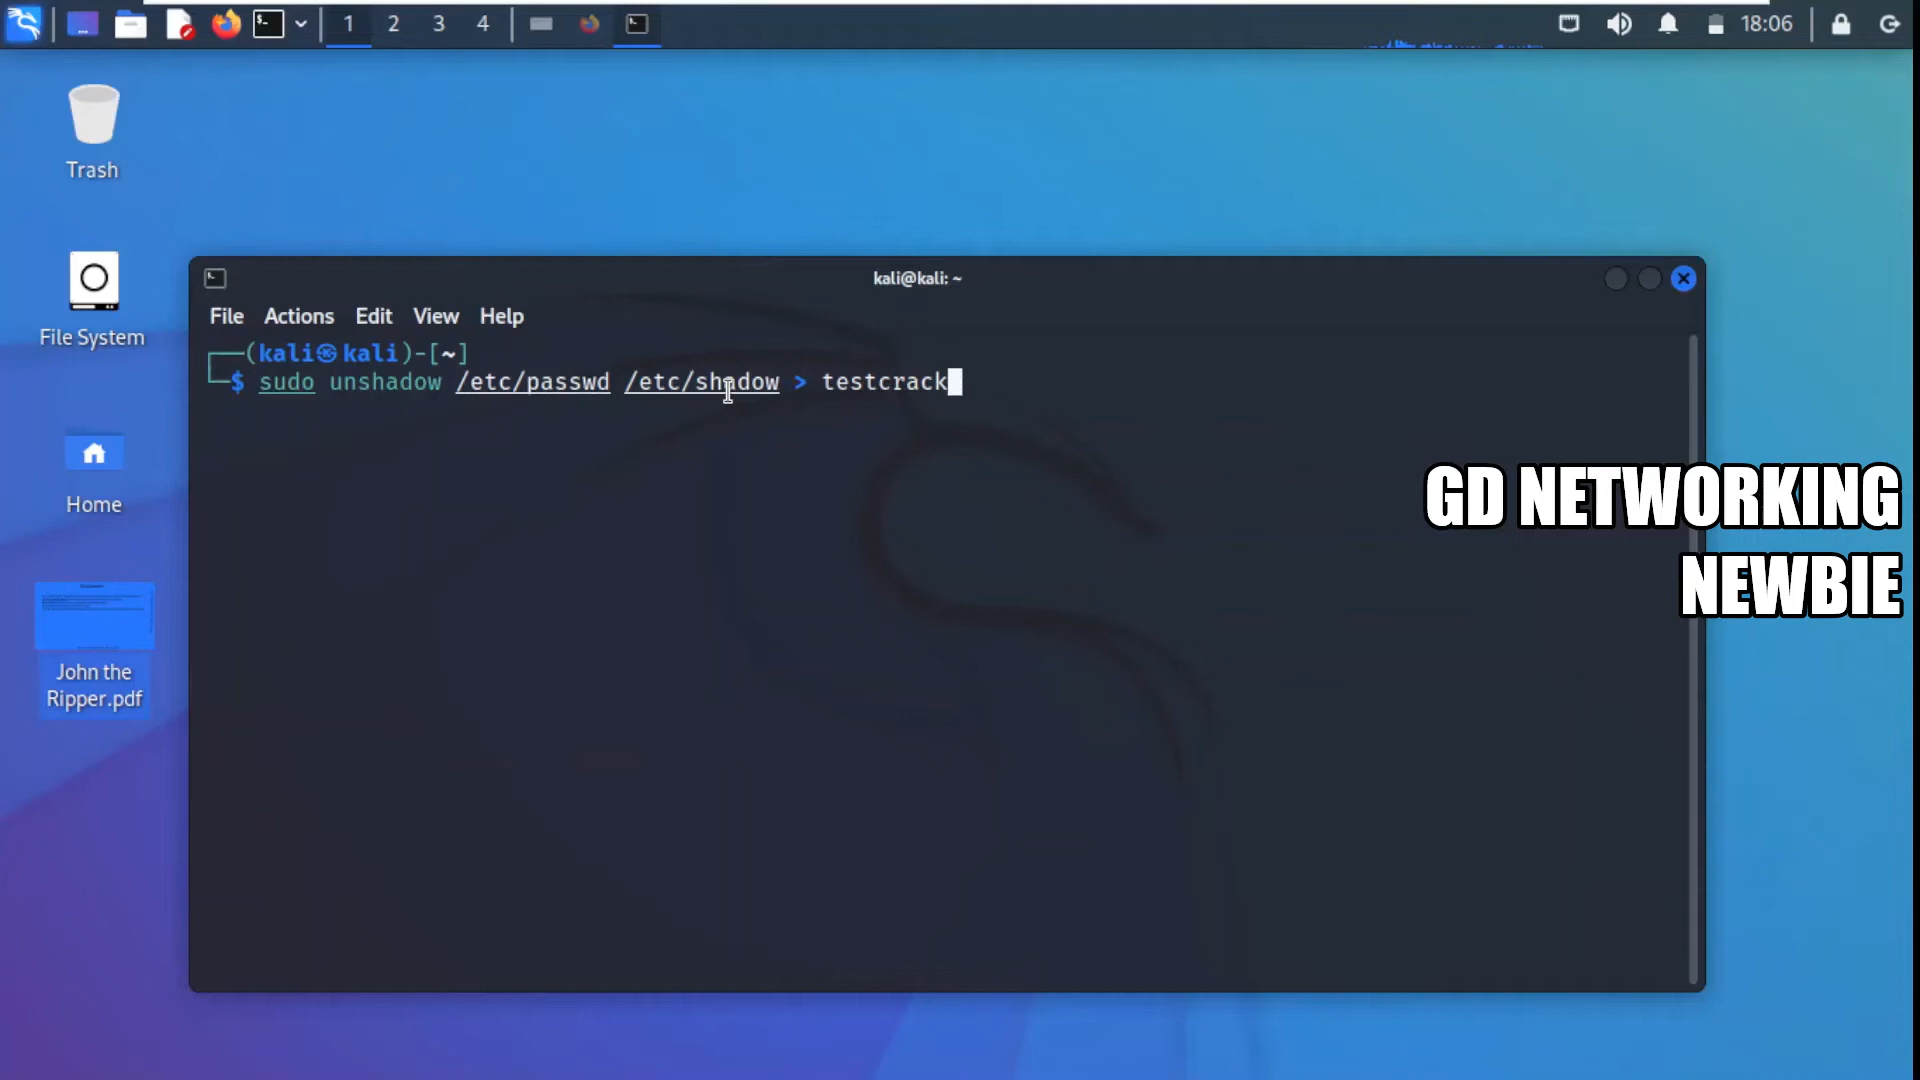 1 2 3 4
18:06
Trash
File System
Home
John the
Ripper.pdf
kali@kali: ~
File Actions Edit View Help
(kali㉿kali)-[~]
$ sudo unshadow /etc/passwd /etc/shadow > testcrack
GD NETWORKING
NEWBIE